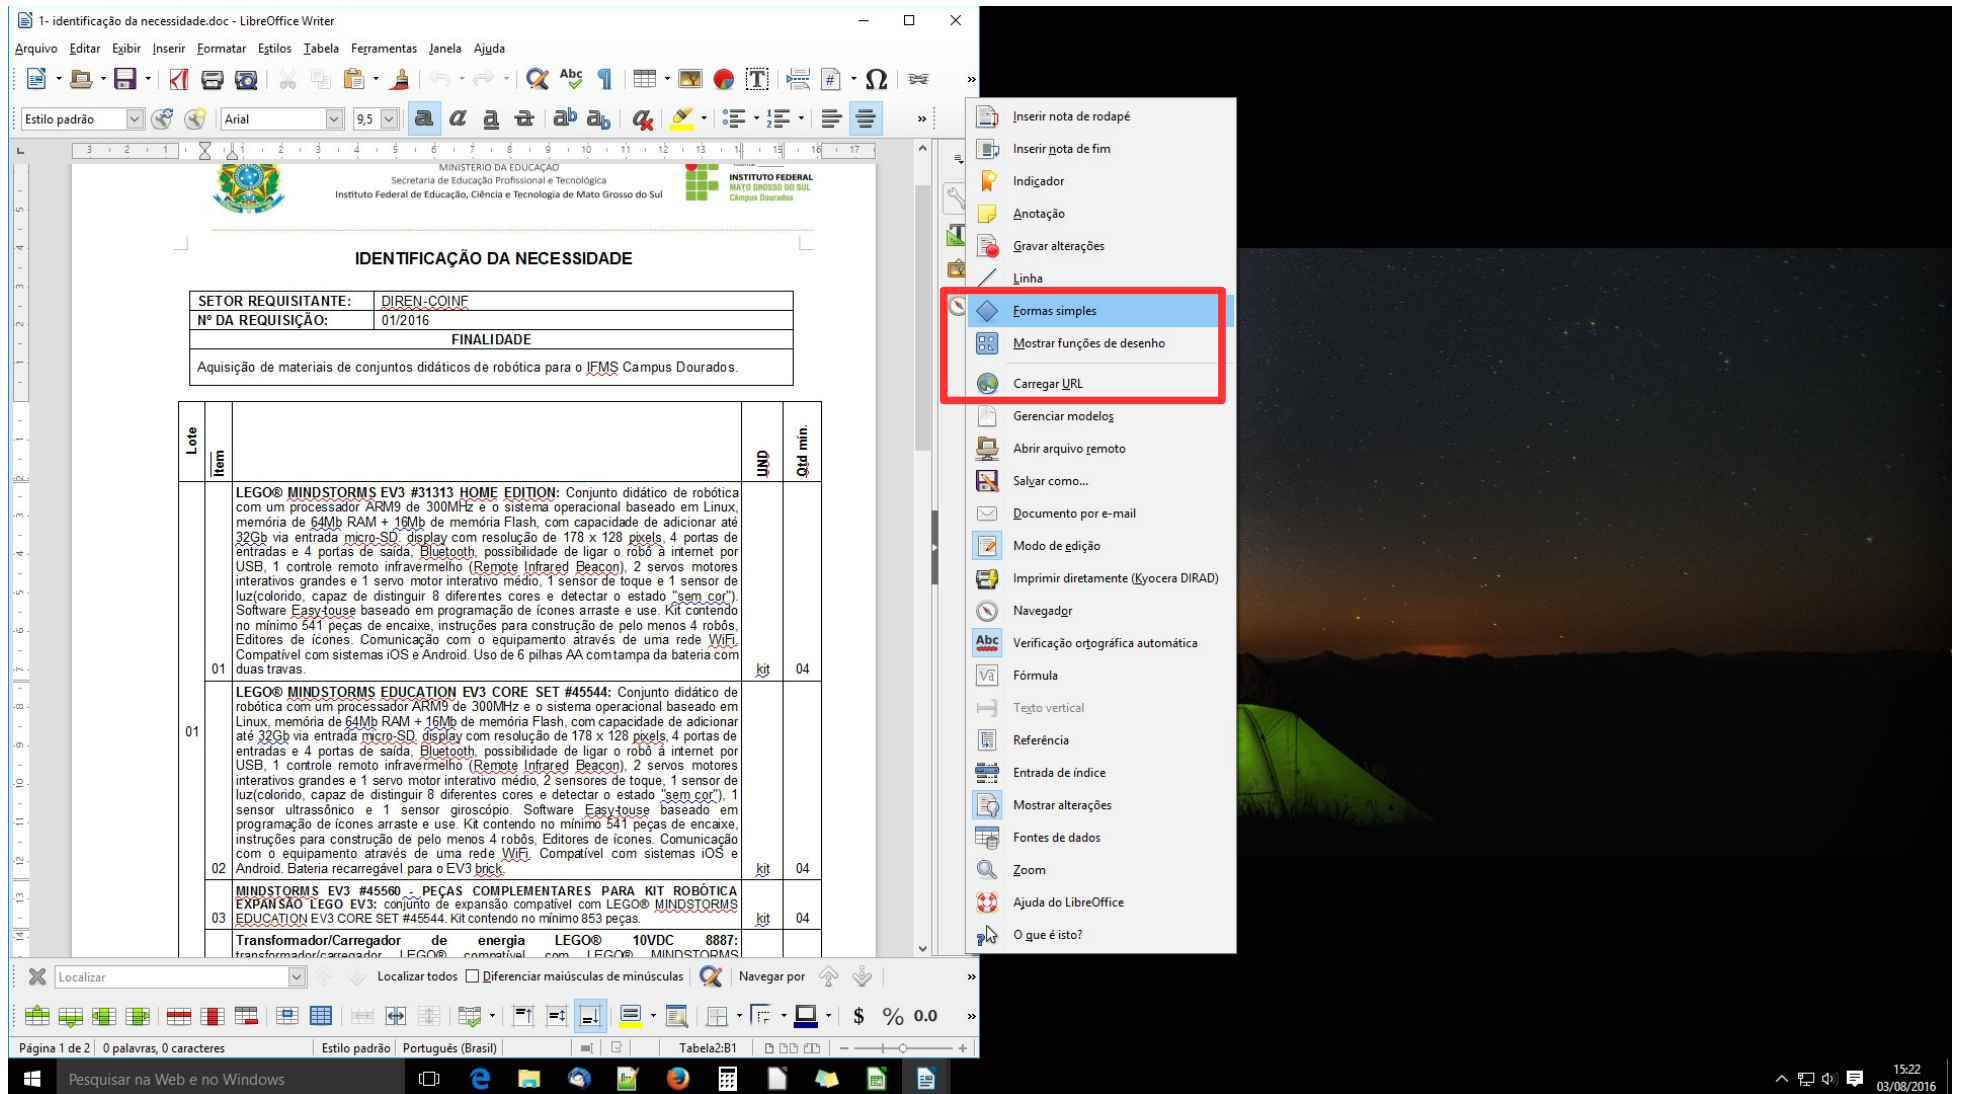 1- identificação da necessidade.doc - LibreOffice Writer
Arquivo Editar Exibir Inserir Formatar Estilos Tabela Ferramentas Janela Ajuda
Estilo padrão Arial 9,5
MINISTÉRIO DA EDUCAÇÃO
Secretaria de Educação Profissional e Tecnológica
Instituto Federal de Educação, Ciência e Tecnologia de Mato Grosso do Sul
INSTITUTO FEDERAL
MATO GROSSO DO SUL
Câmpus Dourados
IDENTIFICAÇÃO DA NECESSIDADE
SETOR REQUISITANTE: DIREN-COINF
Nº DA REQUISIÇÃO: 01/2016
FINALIDADE
Aquisição de materiais de conjuntos didáticos de robótica para o IFMS Campus Dourados.
Lote Item UND Qtd min.
LEGO® MINDSTORMS EV3 #31313 HOME EDITION: Conjunto didático de robótica
com um processador ARM9 de 300MHz e o sistema operacional baseado em Linux,
memória de 64Mb RAM + 16Mb de memória Flash, com capacidade de adicionar até
32Gb via entrada micro-SD. display com resolução de 178 x 128 pixels, 4 portas de
entradas e 4 portas de saída, Bluetooth, possibilidade de ligar o robô à internet por
USB, 1 controle remoto infravermelho (Remote Infrared Beacon), 2 servos motores
interativos grandes e 1 servo motor interativo médio, 1 sensor de toque e 1 sensor de
luz(colorido, capaz de distinguir 8 diferentes cores e detectar o estado "sem cor").
Software Easy-touse baseado em programação de ícones arraste e use. Kit contendo
no mínimo 541 peças de encaixe, instruções para construção de pelo menos 4 robôs,
Editores de ícones. Comunicação com o equipamento através de uma rede WiFi.
Compatível com sistemas iOS e Android. Uso de 6 pilhas AA com tampa da bateria com
01 duas travas. kit 04
LEGO® MINDSTORMS EDUCATION EV3 CORE SET #45544: Conjunto didático de
robótica com um processador ARM9 de 300MHz e o sistema operacional baseado em
Linux, memória de 64Mb RAM + 16Mb de memória Flash, com capacidade de adicionar
01 até 32Gb via entrada micro-SD. display com resolução de 178 x 128 pixels, 4 portas de
entradas e 4 portas de saída, Bluetooth, possibilidade de ligar o robô à internet por
USB, 1 controle remoto infravermelho (Remote Infrared Beacon), 2 servos motores
interativos grandes e 1 servo motor interativo médio, 2 sensores de toque, 1 sensor de
luz(colorido, capaz de distinguir 8 diferentes cores e detectar o estado "sem cor"), 1
sensor ultrassônico e 1 sensor giroscópio. Software Easy-touse baseado em
programação de ícones arraste e use. Kit contendo no mínimo 541 peças de encaixe,
instruções para construção de pelo menos 4 robôs, Editores de ícones. Comunicação
com o equipamento através de uma rede WiFi. Compatível com sistemas iOS e
02 Android. Bateria recarregável para o EV3 brick. kit 04
MINDSTORMS EV3 #45560 - PEÇAS COMPLEMENTARES PARA KIT ROBÓTICA
EXPANSÃO LEGO EV3: conjunto de expansão compatível com LEGO® MINDSTORMS
03 EDUCATION EV3 CORE SET #45544. Kit contendo no mínimo 853 peças. kit 04
Transformador/Carregador de energia LEGO® 10VDC 8887:
transformador/carregador LEGO® compatível com LEGO® MINDSTORMS
Inserir nota de rodapé
Inserir nota de fim
Indicador
Anotação
Gravar alterações
Linha
Formas simples
Mostrar funções de desenho
Carregar URL
Gerenciar modelos
Abrir arquivo remoto
Salvar como...
Documento por e-mail
Modo de edição
Imprimir diretamente (Kyocera DIRAD)
Navegador
Abc Verificação ortográfica automática
Fórmula
Texto vertical
Referência
Entrada de índice
Mostrar alterações
Fontes de dados
Zoom
Ajuda do LibreOffice
O que é isto?
Localizar Localizar todos Diferenciar maiúsculas de minúsculas Navegar por
$ % 0.0
Página 1 de 2 0 palavras, 0 caracteres Estilo padrão Português (Brasil) Tabela2:B1
Pesquisar na Web e no Windows
15:22
03/08/2016